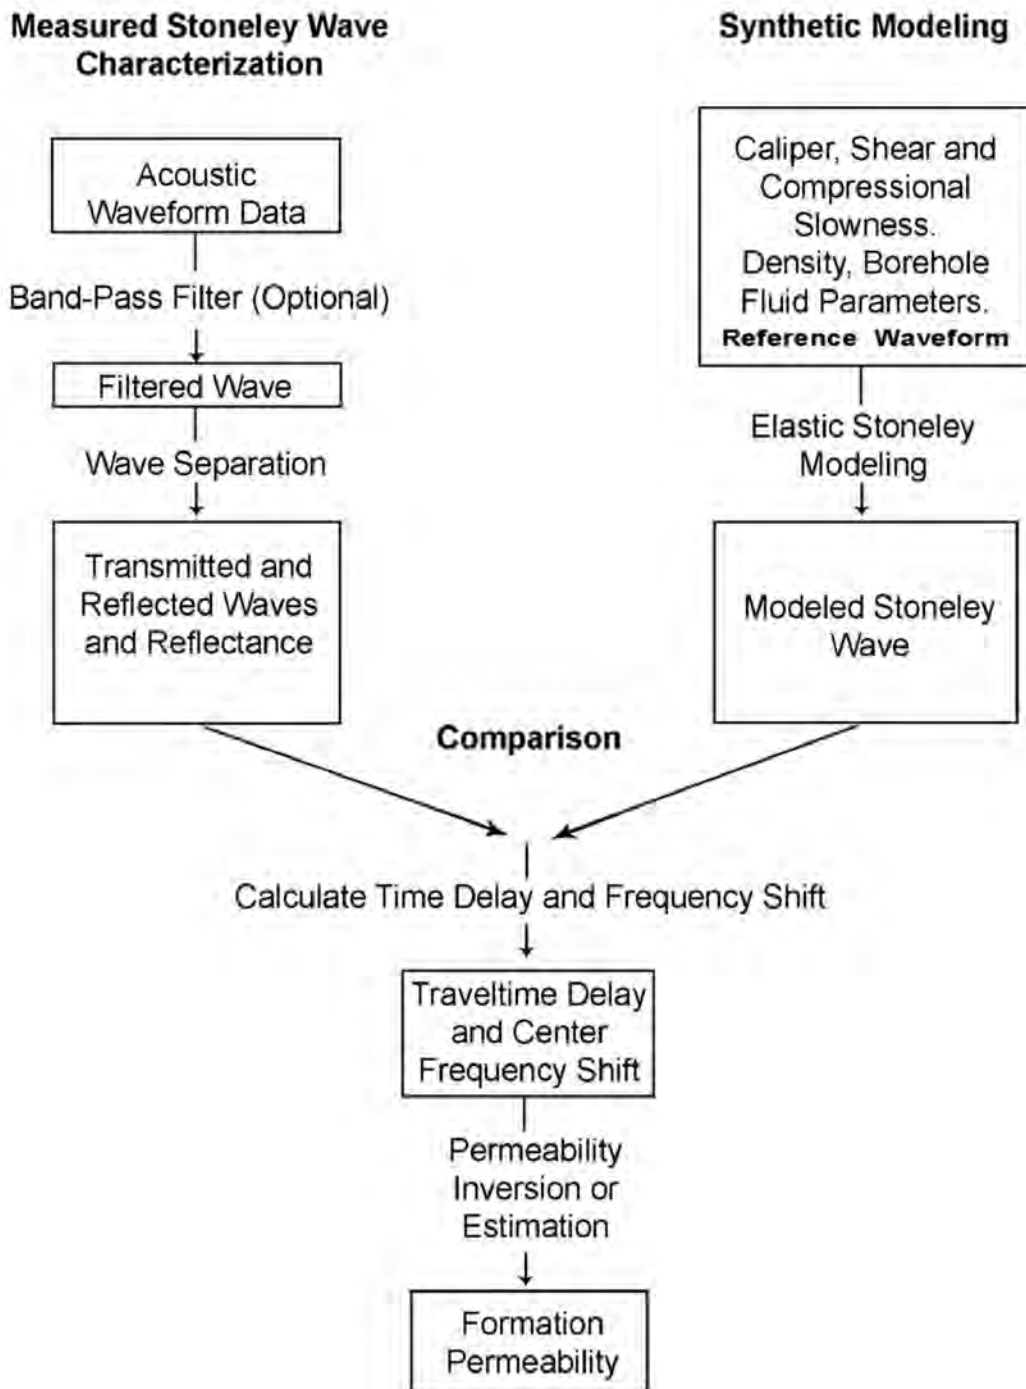 Measured Stoneley Wave
Characterization
Acoustic
Waveform Data
Band-Pass Filter (Optional)
Filtered Wave
Wave Separation
Transmitted and
Reflected Waves
and Reflectance
Synthetic Modeling
Caliper, Shear and
Compressional
Slowness.
Density, Borehole
Fluid Parameters.
Reference Waveform
Elastic Stoneley
Modeling
Modeled Stoneley
Wave
Comparison
Calculate Time Delay and Frequency Shift
Traveltime Delay
and Center
Frequency Shift
Permeability
Inversion or
Estimation
Formation
Permeability